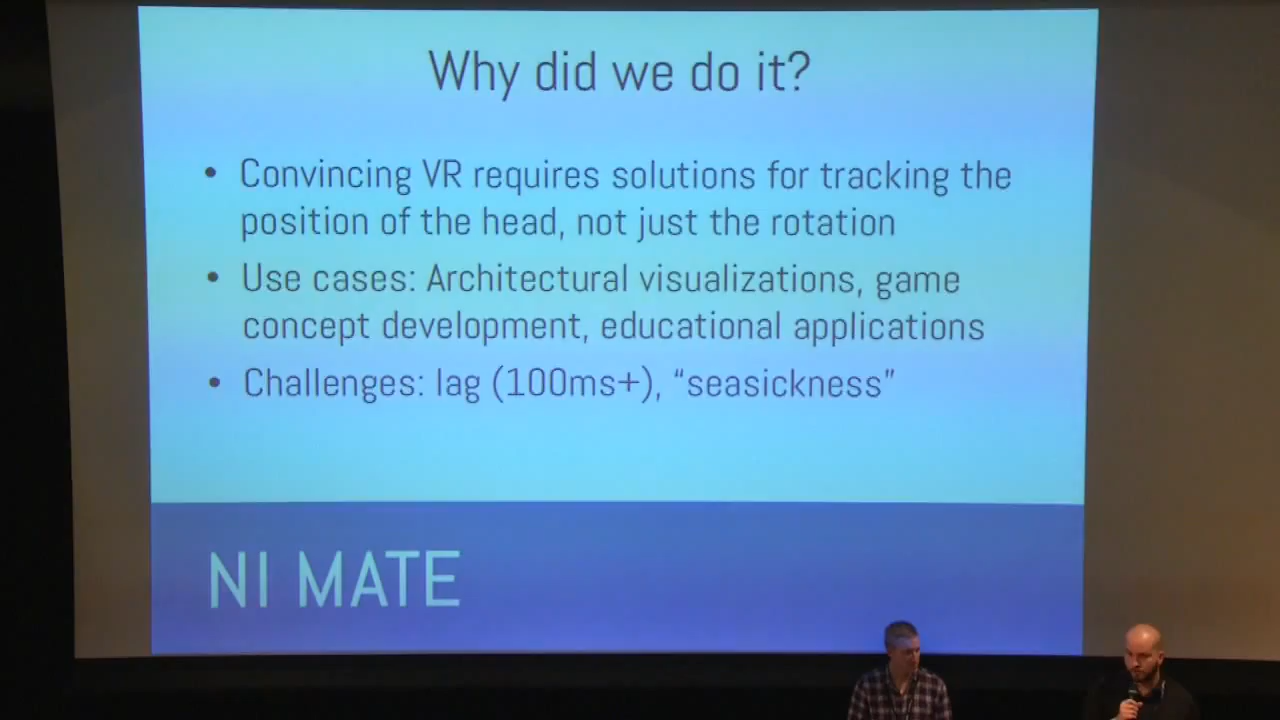 Why did we do it?
• Convincing VR requires solutions for tracking the
position of the head, not just the rotation
• Use cases: Architectural visualizations, game
concept development, educational applications
• Challenges: lag (100ms+), “seasickness”
NI MATE